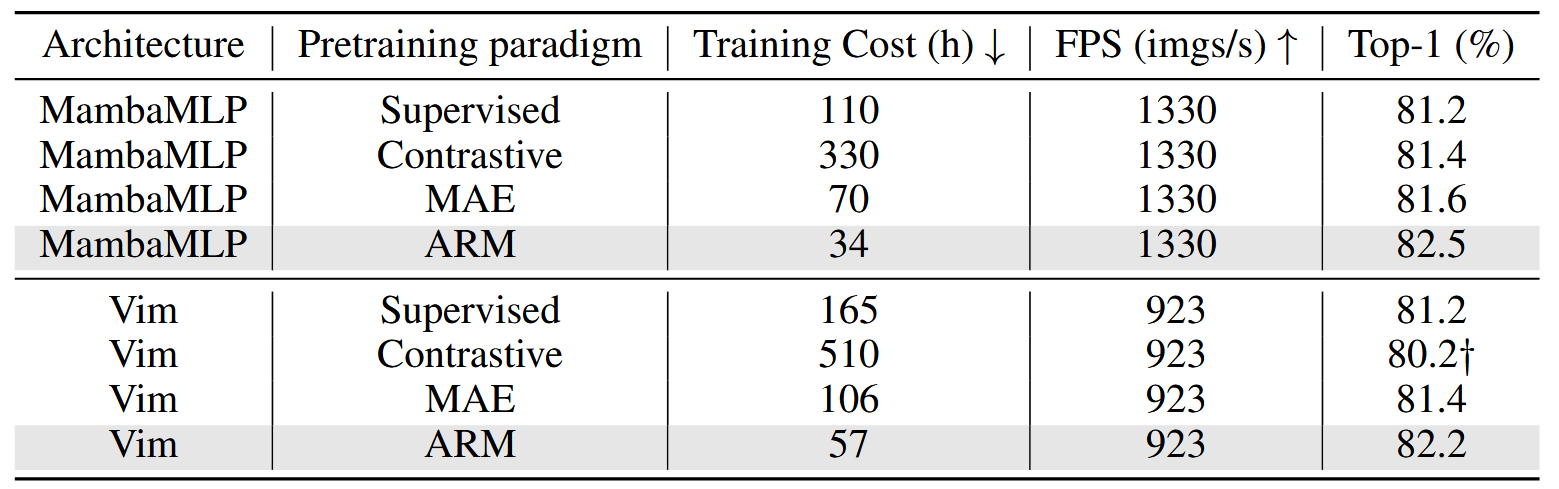 Architecture Pretraining paradigm Training Cost (h) ↓ FPS (imgs/s) ↑ Top-1 (%)
MambaMLP Supervised 110 1330 81.2
MambaMLP Contrastive 330 1330 81.4
MambaMLP MAE 70 1330 81.6
MambaMLP ARM 34 1330 82.5
Vim Supervised 165 923 81.2
Vim Contrastive 510 923 80.2†
Vim MAE 106 923 81.4
Vim ARM 57 923 82.2